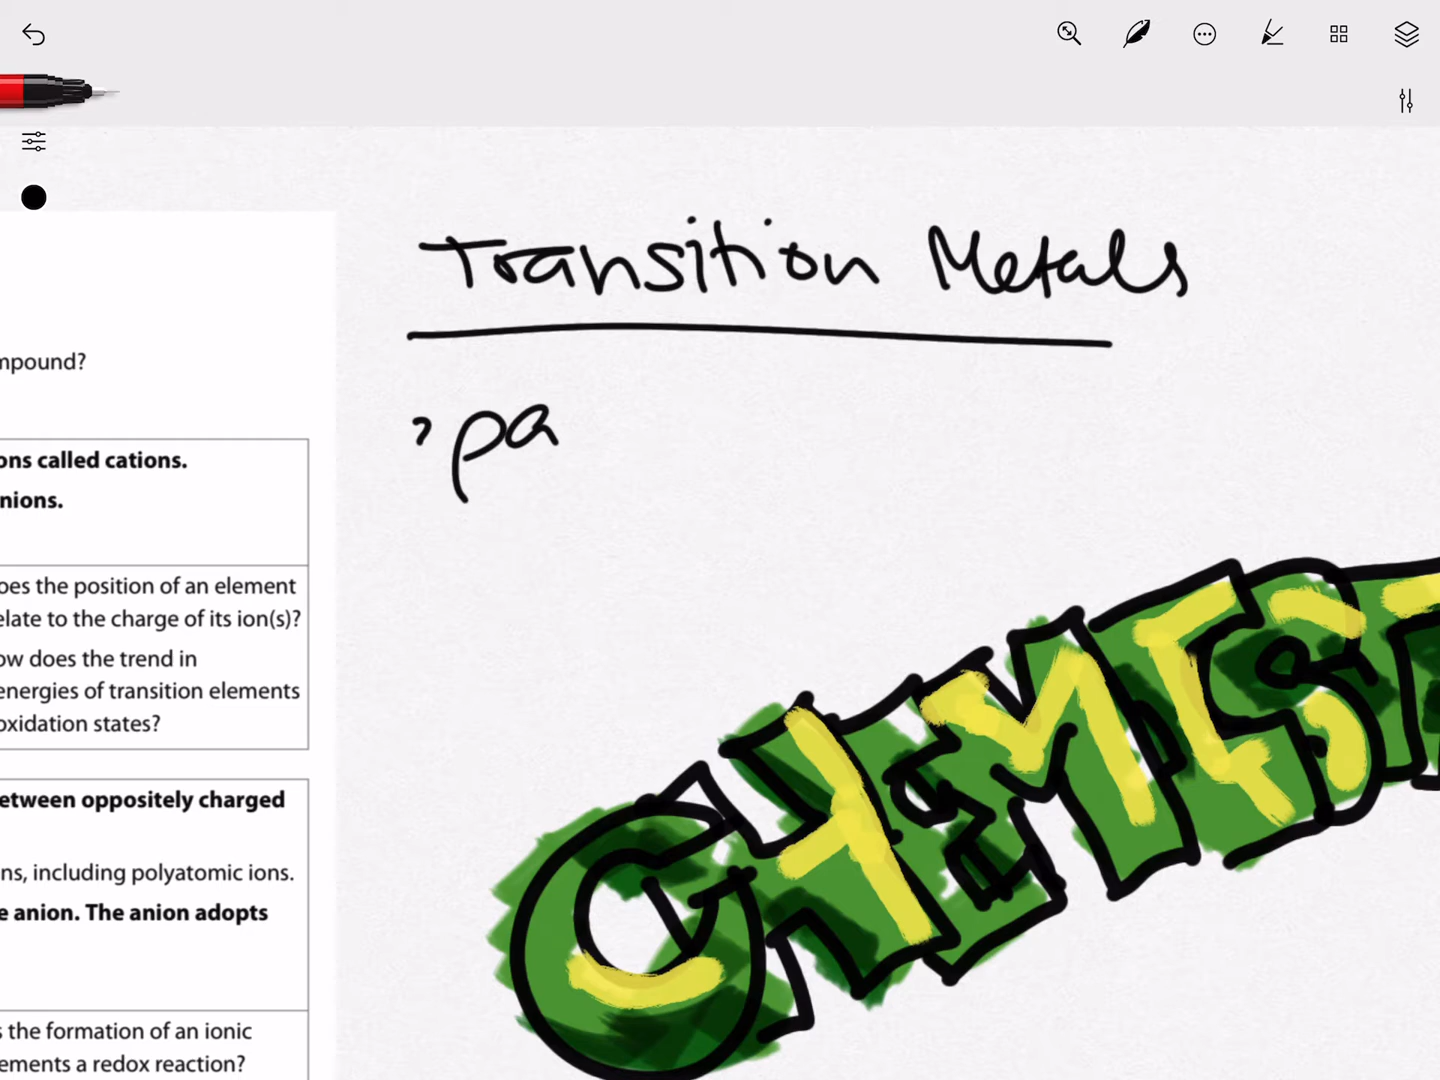 Transition Metals
pa
mpound?
ons called cations.
nions.
oes the position of an element
elate to the charge of its ion(s)?
ow does the trend in
energies of transition elements
oxidation states?
etween oppositely charged
ns, including polyatomic ions.
e anion. The anion adopts
s the formation of an ionic
ements a redox reaction?
CHEMIST